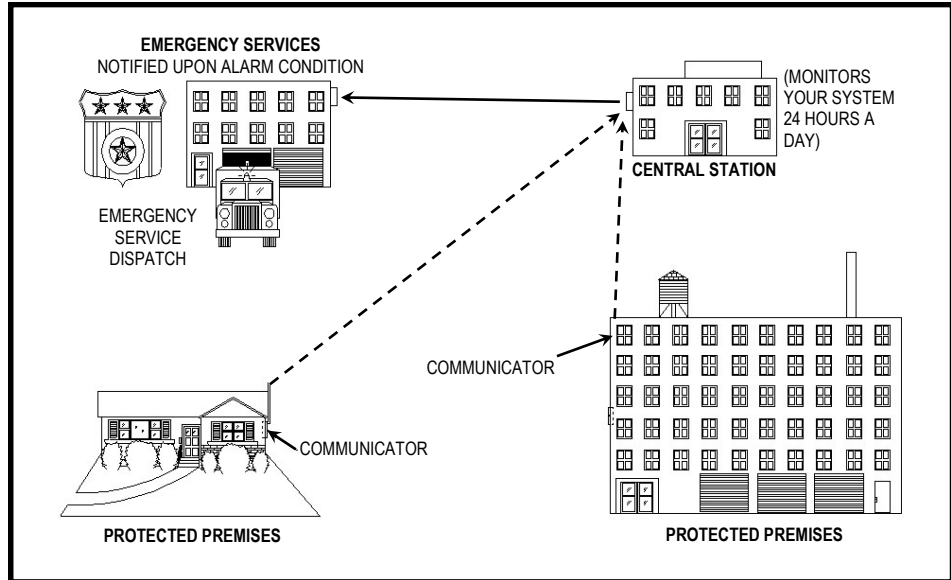 EMERGENCY SERVICES
NOTIFIED UPON ALARM CONDITION
(MONITORS
YOUR SYSTEM
24 HOURS A
DAY)
CENTRAL STATION
EMERGENCY
SERVICE
DISPATCH
COMMUNICATOR
COMMUNICATOR
PROTECTED PREMISES
PROTECTED PREMISES